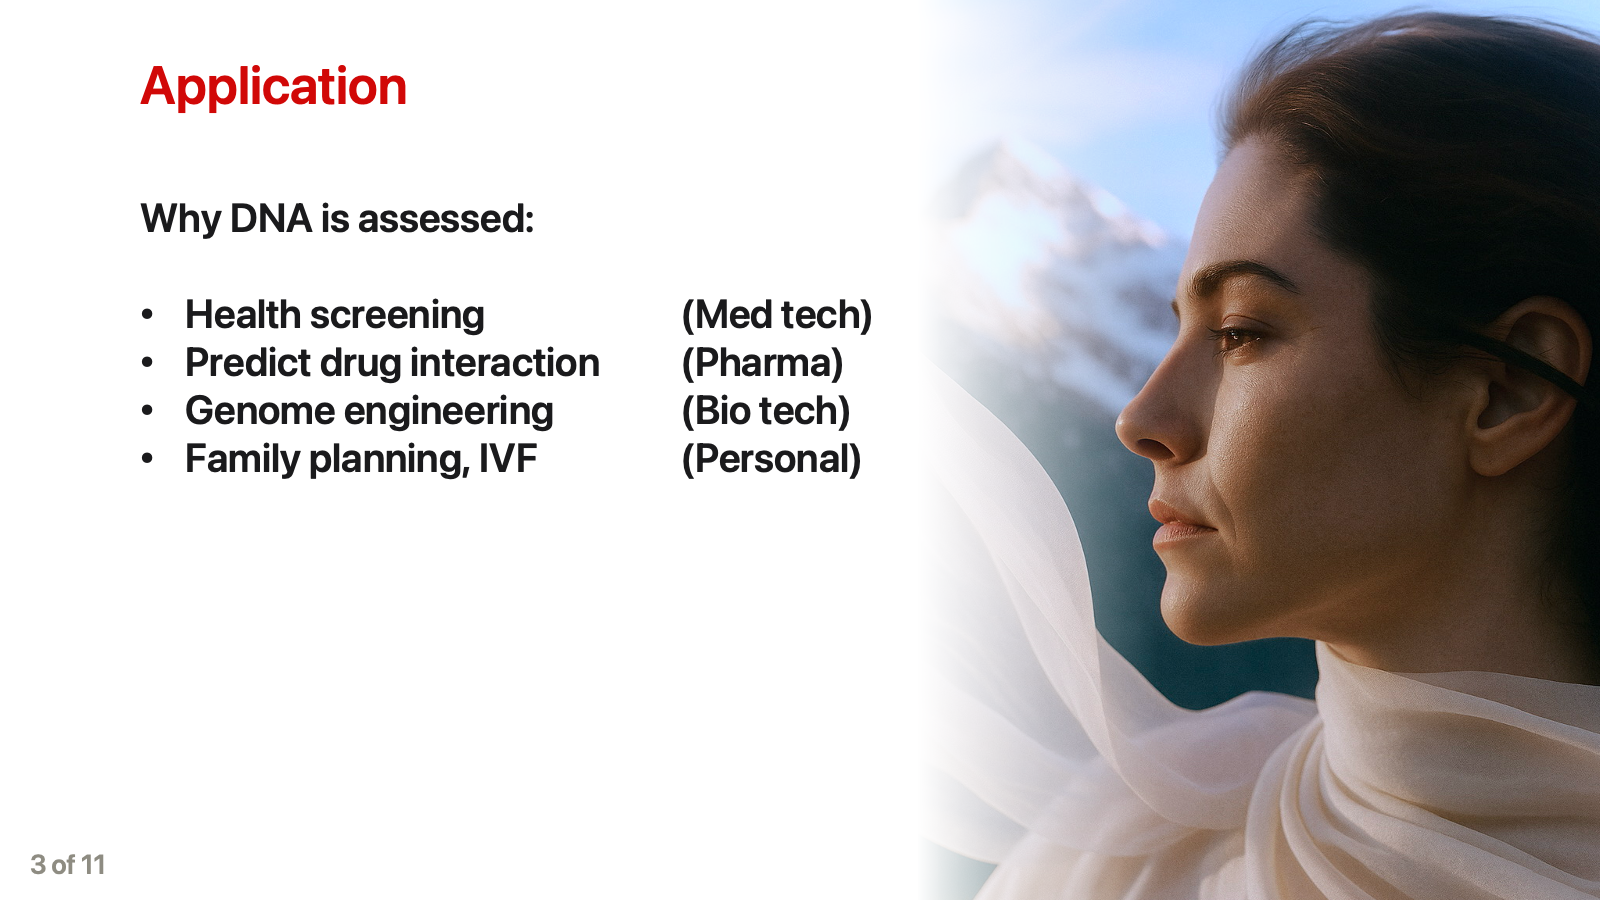 Application
Why DNA is assessed:
• Health screening (Med tech)
• Predict drug interaction (Pharma)
• Genome engineering (Bio tech)
• Family planning, IVF (Personal)
3 of 11